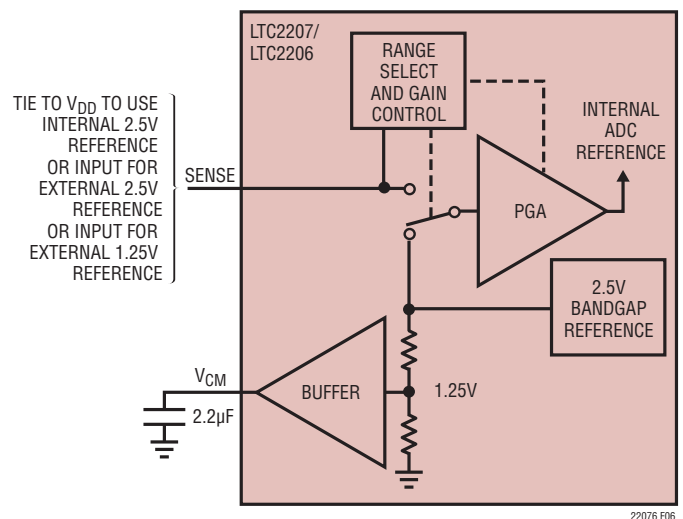 LTC2207/
LTC2206
RANGE
SELECT
AND GAIN
CONTROL
TIE TO VDD TO USE
INTERNAL 2.5V
REFERENCE
OR INPUT FOR
EXTERNAL 2.5V
REFERENCE
OR INPUT FOR
EXTERNAL 1.25V
REFERENCE
SENSE
INTERNAL
ADC
REFERENCE
PGA
2.5V
BANDGAP
REFERENCE
VCM
BUFFER
1.25V
2.2µF
22076 F06